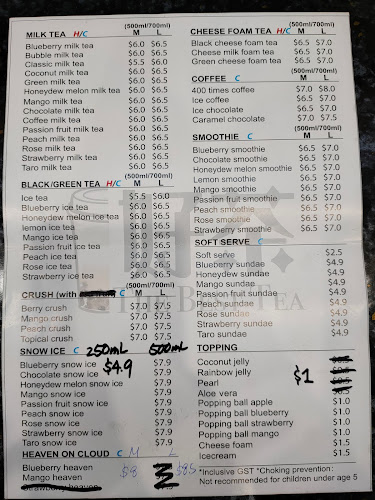 (500ml/700ml)
MILK TEA H/C M L
Blueberry milk tea $6.0 $6.5
Bubble milk tea $6.0 $6.5
Classic milk tea $5.5 $6.0
Coconut milk tea $6.0 $6.5
Green milk tea $6.0 $6.5
Honeydew melon milk tea $6.0 $6.5
Mango milk tea $6.0 $6.5
Chocolate milk tea $6.0 $6.5
Coffee milk tea $6.0 $6.5
Passion fruit milk tea $6.0 $6.5
Peach milk tea $6.0 $6.5
Rose milk tea $6.0 $6.5
Strawberry milk tea $6.0 $6.5
Taro milk tea $6.0 $6.5
(500ml/700ml)
BLACK/GREEN TEA H/C M L
Ice tea $5.5 $6.0
Blueberry ice tea $6.0 $6.5
Honeydew melon ice tea $6.0 $6.5
lemon ice tea $6.0 $6.5
Mango ice tea $6.0 $6.5
Passion fruit ice tea $6.0 $6.5
Peach ice tea $6.0 $6.5
Rose ice tea $6.0 $6.5
Strawberry ice tea $6.0 $6.5
(500ml/700ml)
CRUSH (with C M L
Berry crush $7.0 $7.5
Mango crush $7.0 $7.5
Peech crush $7.0 $7.5
Topical crush $7.0 $7.5
SNOW ICE C 250mL 500mL
Blueberry snow ice $4.9 $7.9
Chocolate snow ice $7.9
Honeydew melon snow ice $7.9
Mango snow ice $7.9
Passion fruit snow ice $7.9
Peach snow ice $7.9
Rose snow ice $7.9
Strawberry snow ice $7.9
Taro snow ice $7.9
HEAVEN ON CLOUD C M L
Blueberry heaven $8 $8.5
Mango heaven
Strawberry heaven
(500ml/700ml)
CHEESE FOAM TEA H/C M L
Black cheese foam tea $6.5 $7.0
Cheese milk foam tea $6.5 $7.0
Green cheese foam tea $6.5 $7.0
(500ml/700ml)
COFFEE C M L
400 times coffee $7.0 $8.0
Ice coffee $6.5 $7.0
Ice chocolate $6.5 $7.0
Caramel chocolate $7.0 $7.5
(500ml/700ml)
SMOOTHIE C M L
Blueberry smoothie $6.5 $7.0
Chocolate smoothie $6.5 $7.0
Honeydew melon smoothie $6.5 $7.0
Lemon smoothie $6.5 $7.0
Mango smoothie $6.5 $7.0
Passion fruit smoothie $6.5 $7.0
Peach smoothie $6.5 $7.0
Rose smoothie $6.5 $7.0
Strawberry smoothie $6.5 $7.0
SOFT SERVE C
Soft serve $2.5
Blueberry sundae $4.9
Honeydew sundae $4.9
Mango sundae $4.9
Passion fruit sundae $4.9
Peach sundae $4.9
Rose sundae $4.9
Strawberry sundae $4.9
Taro sundae $4.9
TOPPING
Coconut jelly
Rainbow jelly
Pearl $1
Aloe vera
Popping ball apple $1.0
Popping ball blueberry $1.0
Popping ball strawberry $1.0
Popping ball mango $1.0
Cheese foam $1.5
Icecream $1.5
*Inclusive GST *Choking prevention:
Not recommended for children under age 5